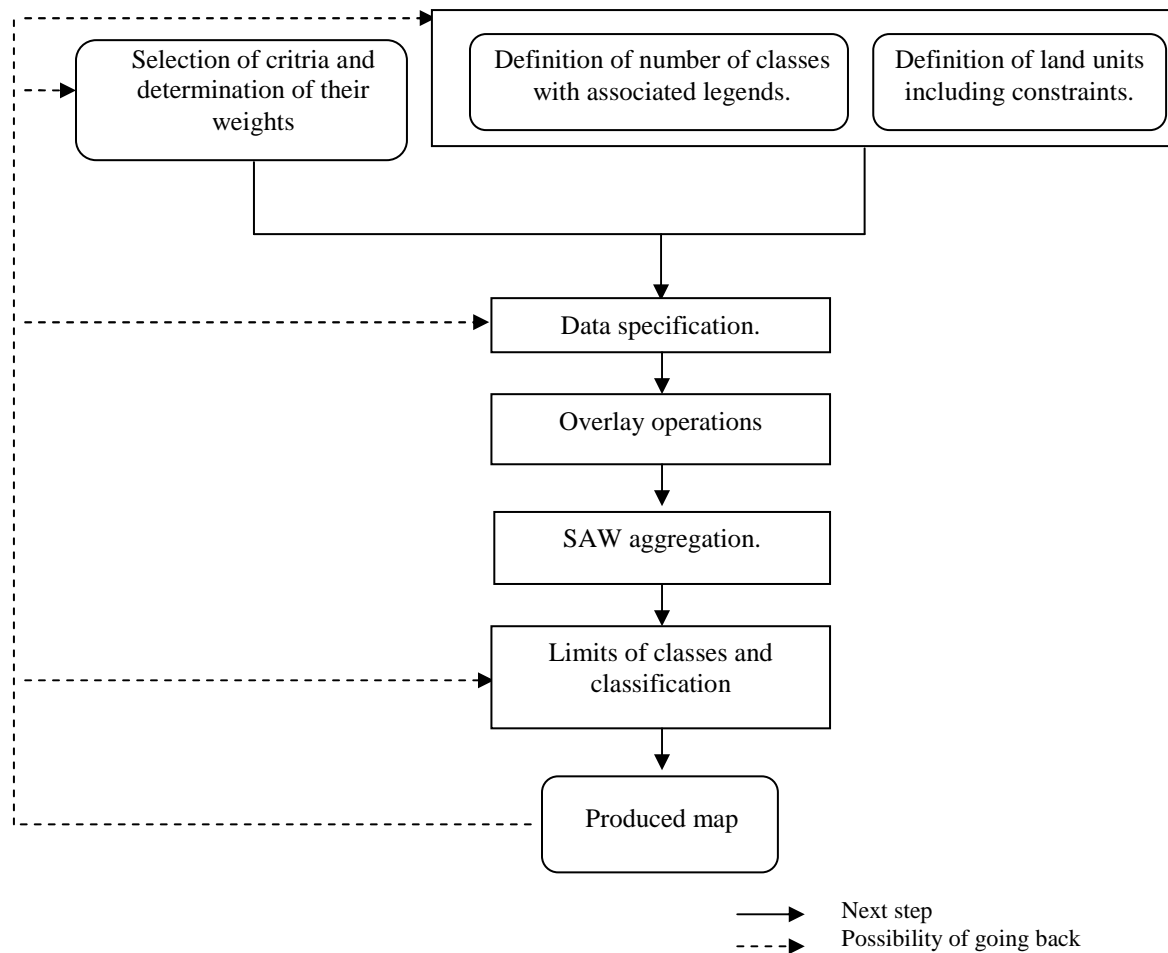 Selection of critria and
determination of their
weights
Definition of number of classes
with associated legends.
Definition of land units
including constraints.
Data specification.
Overlay operations
SAW aggregation.
Limits of classes and
classification
Produced map
Next step
Possibility of going back